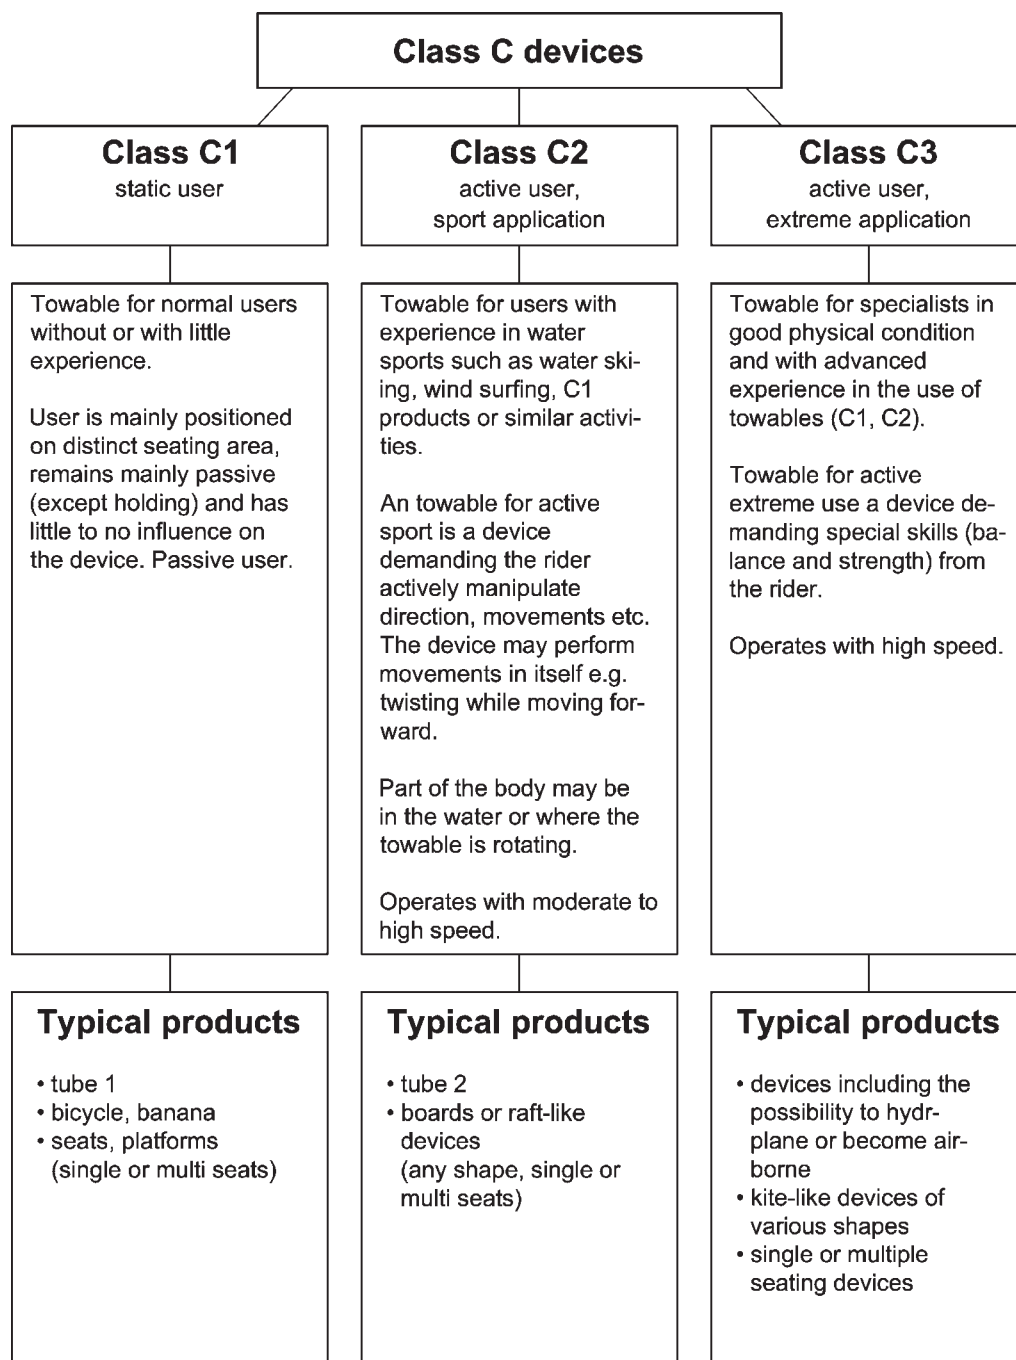 Class C devices
Class C1
static user
Class C2
active user,
sport application
Class C3
active user,
extreme application
Towable for normal users
without or with little
experience.
User is mainly positioned
on distinct seating area,
remains mainly passive
(except holding) and has
little to no influence on
the device. Passive user.
Towable for users with
experience in water
sports such as water ski-
ing, wind surfing, C1
products or similar activi-
ties.
An towable for active
sport is a device
demanding the rider
actively manipulate
direction, movements etc.
The device may perform
movements in itself e.g.
twisting while moving for-
ward.
Part of the body may be
in the water or where the
towable is rotating.
Operates with moderate to
high speed.
Towable for specialists in
good physical condition
and with advanced
experience in the use of
towables (C1, C2).
Towable for active
extreme use a device de-
manding special skills (ba-
lance and strength) from
the rider.
Operates with high speed.
Typical products
• tube 1
• bicycle, banana
• seats, platforms
(single or multi seats)
Typical products
• tube 2
• boards or raft-like
devices
(any shape, single or
multi seats)
Typical products
• devices including the
possibility to hydr-
plane or become air-
borne
• kite-like devices of
various shapes
• single or multiple
seating devices